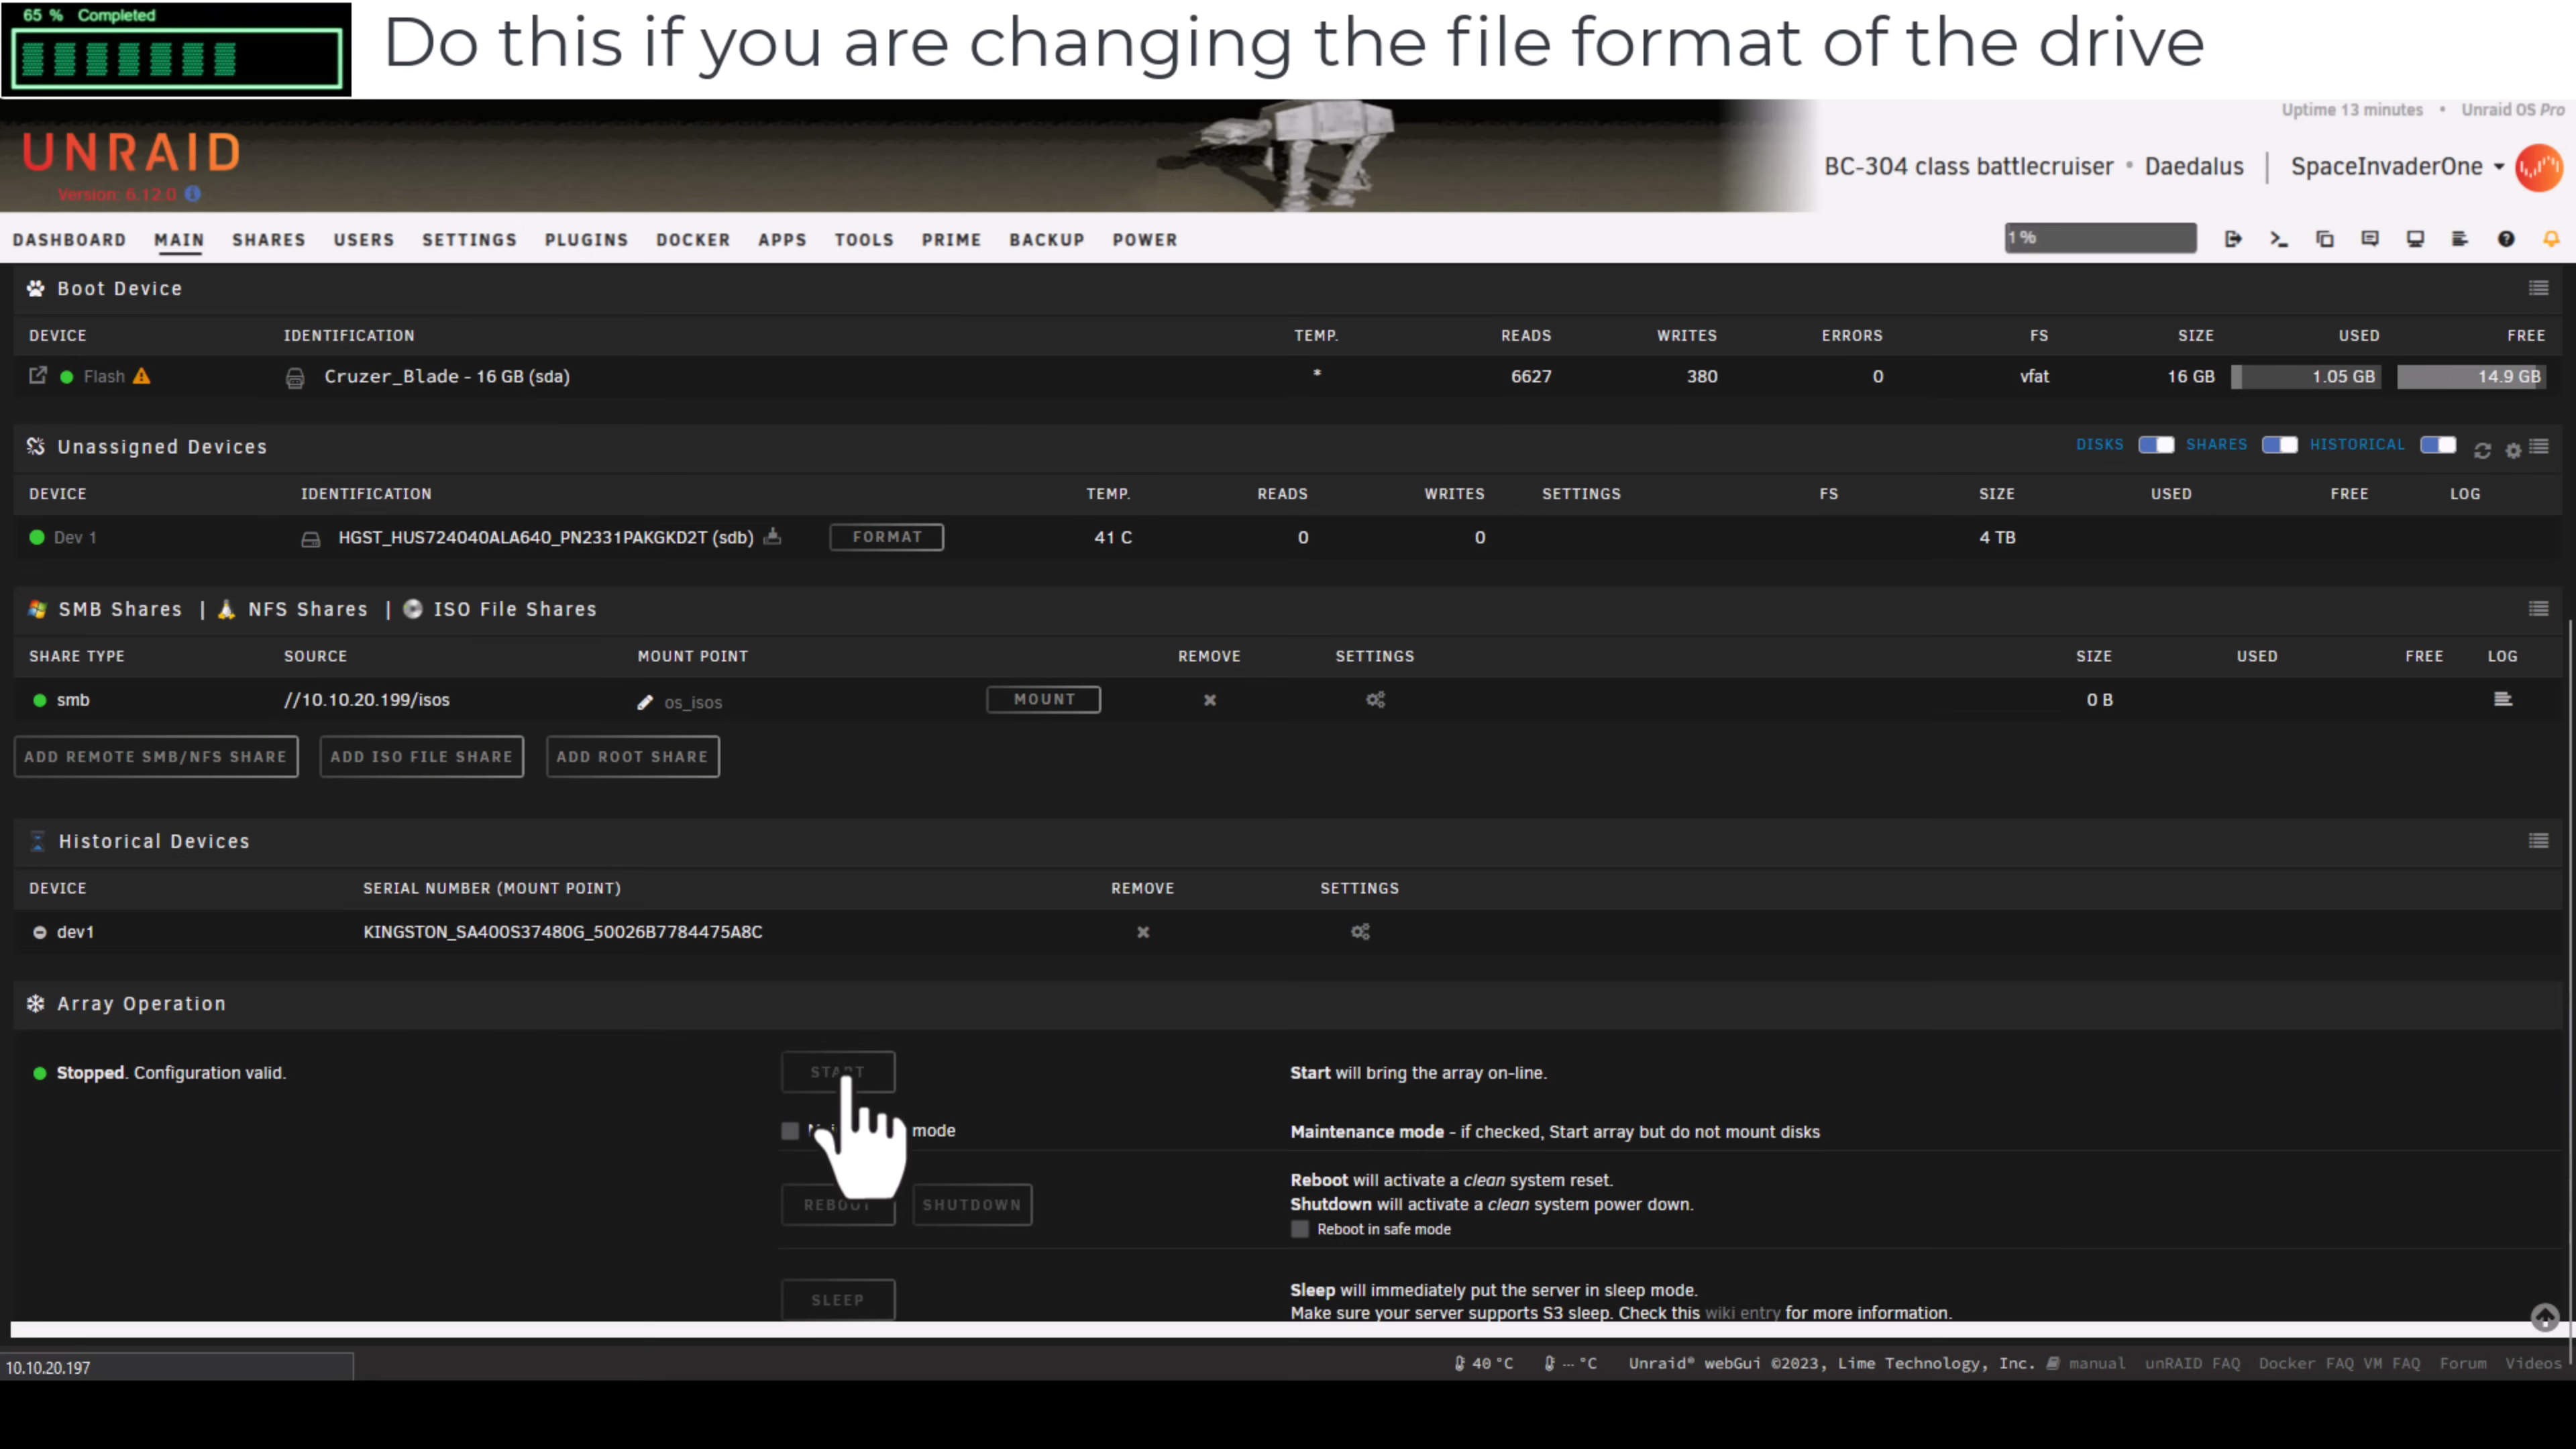 65 % Completed
Do this if you are changing the file format of the drive
Uptime 13 minutes • Unraid OS Pro
UNRAID
Version: 6.12.0
BC-304 class battlecruiser • Daedalus | SpaceInvaderOne
DASHBOARD MAIN SHARES USERS SETTINGS PLUGINS DOCKER APPS TOOLS PRIME BACKUP POWER 1%
Boot Device
DEVICE IDENTIFICATION TEMP. READS WRITES ERRORS FS SIZE USED FREE
Flash Cruzer_Blade - 16 GB (sda) * 6627 380 0 vfat 16 GB 1.05 GB 14.9 GB
Unassigned Devices DISKS SHARES HISTORICAL
DEVICE IDENTIFICATION TEMP. READS WRITES SETTINGS FS SIZE USED FREE LOG
Dev 1 HGST_HUS724040ALA640_PN2331PAKGKD2T (sdb) FORMAT 41 C 0 0 4 TB
SMB Shares | NFS Shares | ISO File Shares
SHARE TYPE SOURCE MOUNT POINT REMOVE SETTINGS SIZE USED FREE LOG
smb //10.10.20.199/isos os_isos MOUNT 0 B
ADD REMOTE SMB/NFS SHARE ADD ISO FILE SHARE ADD ROOT SHARE
Historical Devices
DEVICE SERIAL NUMBER (MOUNT POINT) REMOVE SETTINGS
dev1 KINGSTON_SA400S37480G_50026B7784475A8C
Array Operation
Stopped. Configuration valid. START Start will bring the array on-line.
mode Maintenance mode - if checked, Start array but do not mount disks
Reboot will activate a clean system reset.
REBOOT SHUTDOWN Shutdown will activate a clean system power down.
Reboot in safe mode
SLEEP Sleep will immediately put the server in sleep mode.
Make sure your server supports S3 sleep. Check this wiki entry for more information.
10.10.20.197 40 °C -- °C Unraid® webGui ©2023, Lime Technology, Inc. manual unRAID FAQ Docker FAQ VM FAQ Forum Videos